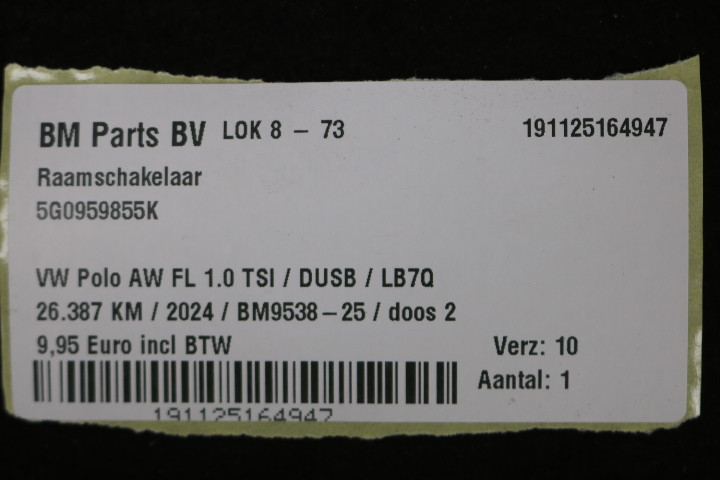 BM Parts BV LOK 8 – 73 191125164947
Raamschakelaar
5G0959855K
VW Polo AW FL 1.0 TSI / DUSB / LB7Q
26.387 KM / 2024 / BM9538–25 / doos 2
9,95 Euro incl BTW Verz: 10
Aantal: 1
191125164947